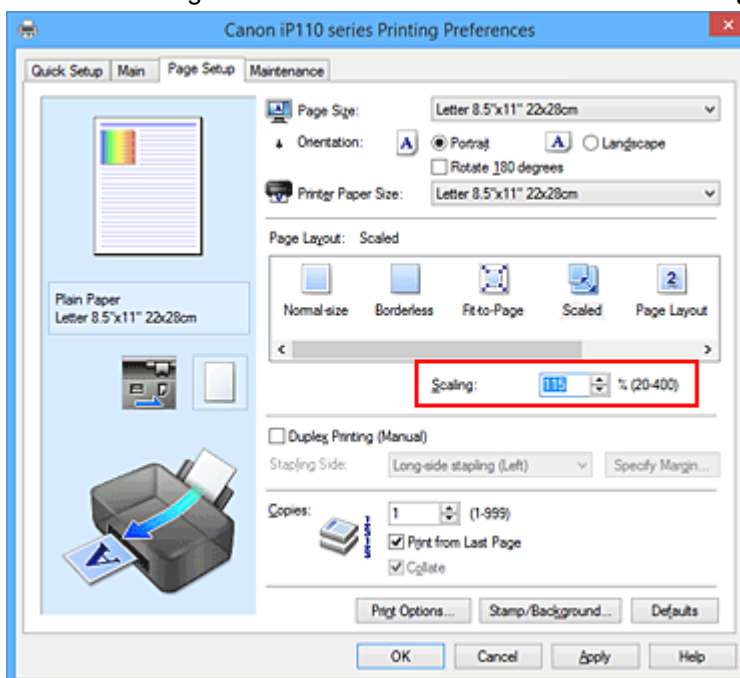 Canon iP110 series Printing Preferences
Quick Setup Main Page Setup Maintenance
Page Size: Letter 8.5"x11" 22x28cm
Orientation: A Portrait A Landscape
Rotate 180 degrees
Printer Paper Size: Letter 8.5"x11" 22x28cm
Page Layout: Scaled
Normal-size Borderless Fit-to-Page Scaled 2 Page Layout
Plain Paper
Letter 8.5"x11" 22x28cm
Scaling: 115 % (20-400)
Duplex Printing (Manual)
Stapling Side: Long-side stapling (Left) Specify Margin...
Copies: 1 (1-999)
Print from Last Page
Collate
A
Print Options... Stamp/Background... Defaults
OK Cancel Apply Help